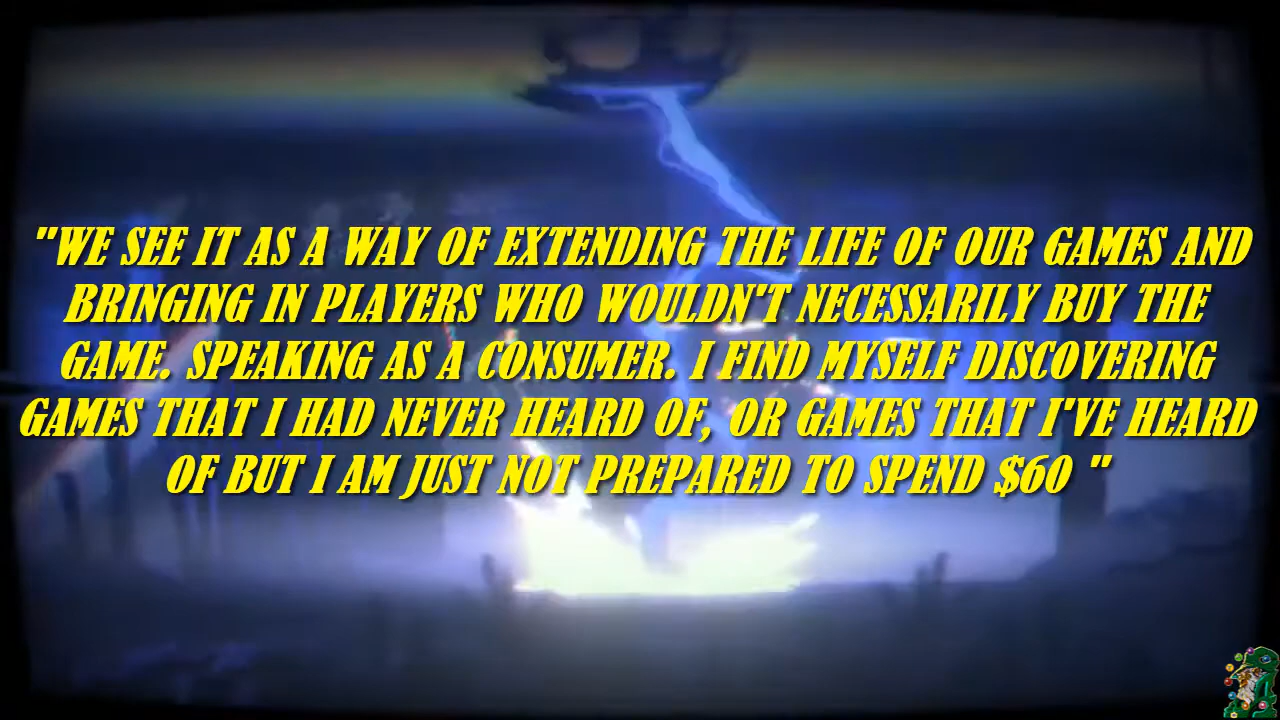 "WE SEE IT AS A WAY OF EXTENDING THE LIFE OF OUR GAMES AND
BRINGING IN PLAYERS WHO WOULDN'T NECESSARILY BUY THE
GAME. SPEAKING AS A CONSUMER. I FIND MYSELF DISCOVERING
GAMES THAT I HAD NEVER HEARD OF, OR GAMES THAT I'VE HEARD
OF BUT I AM JUST NOT PREPARED TO SPEND $60 "